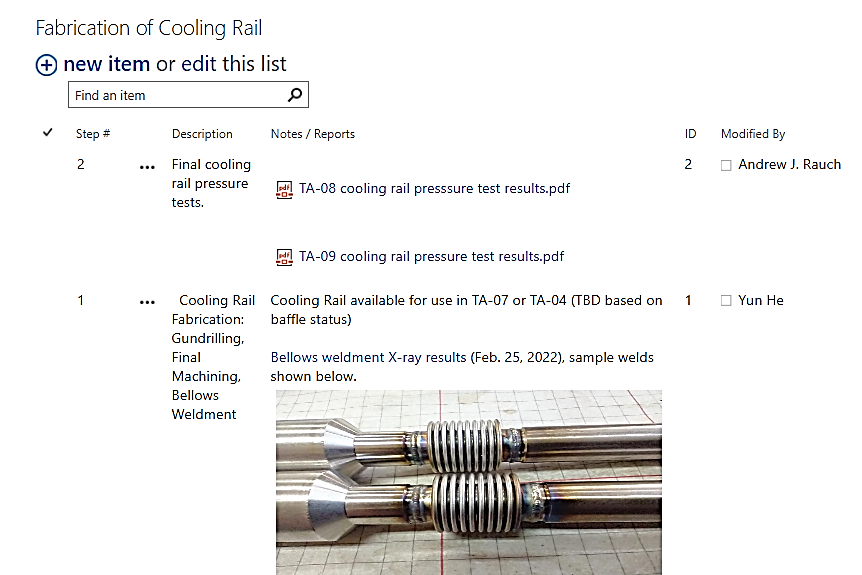 Fabrication of Cooling Rail
new item or edit this list
Find an item
Step # Description Notes / Reports ID Modified By
2 ... Final cooling rail pressure tests. 2 Andrew J. Rauch
TA-08 cooling rail presssure test results.pdf
TA-09 cooling rail pressure test results.pdf
1 ... Cooling Rail
Fabrication:
Gundrilling,
Final
Machining,
Bellows
Weldment
Cooling Rail available for use in TA-07 or TA-04 (TBD based on
baffle status)
Bellows weldment X-ray results (Feb. 25, 2022), sample welds
shown below.
1 Yun He